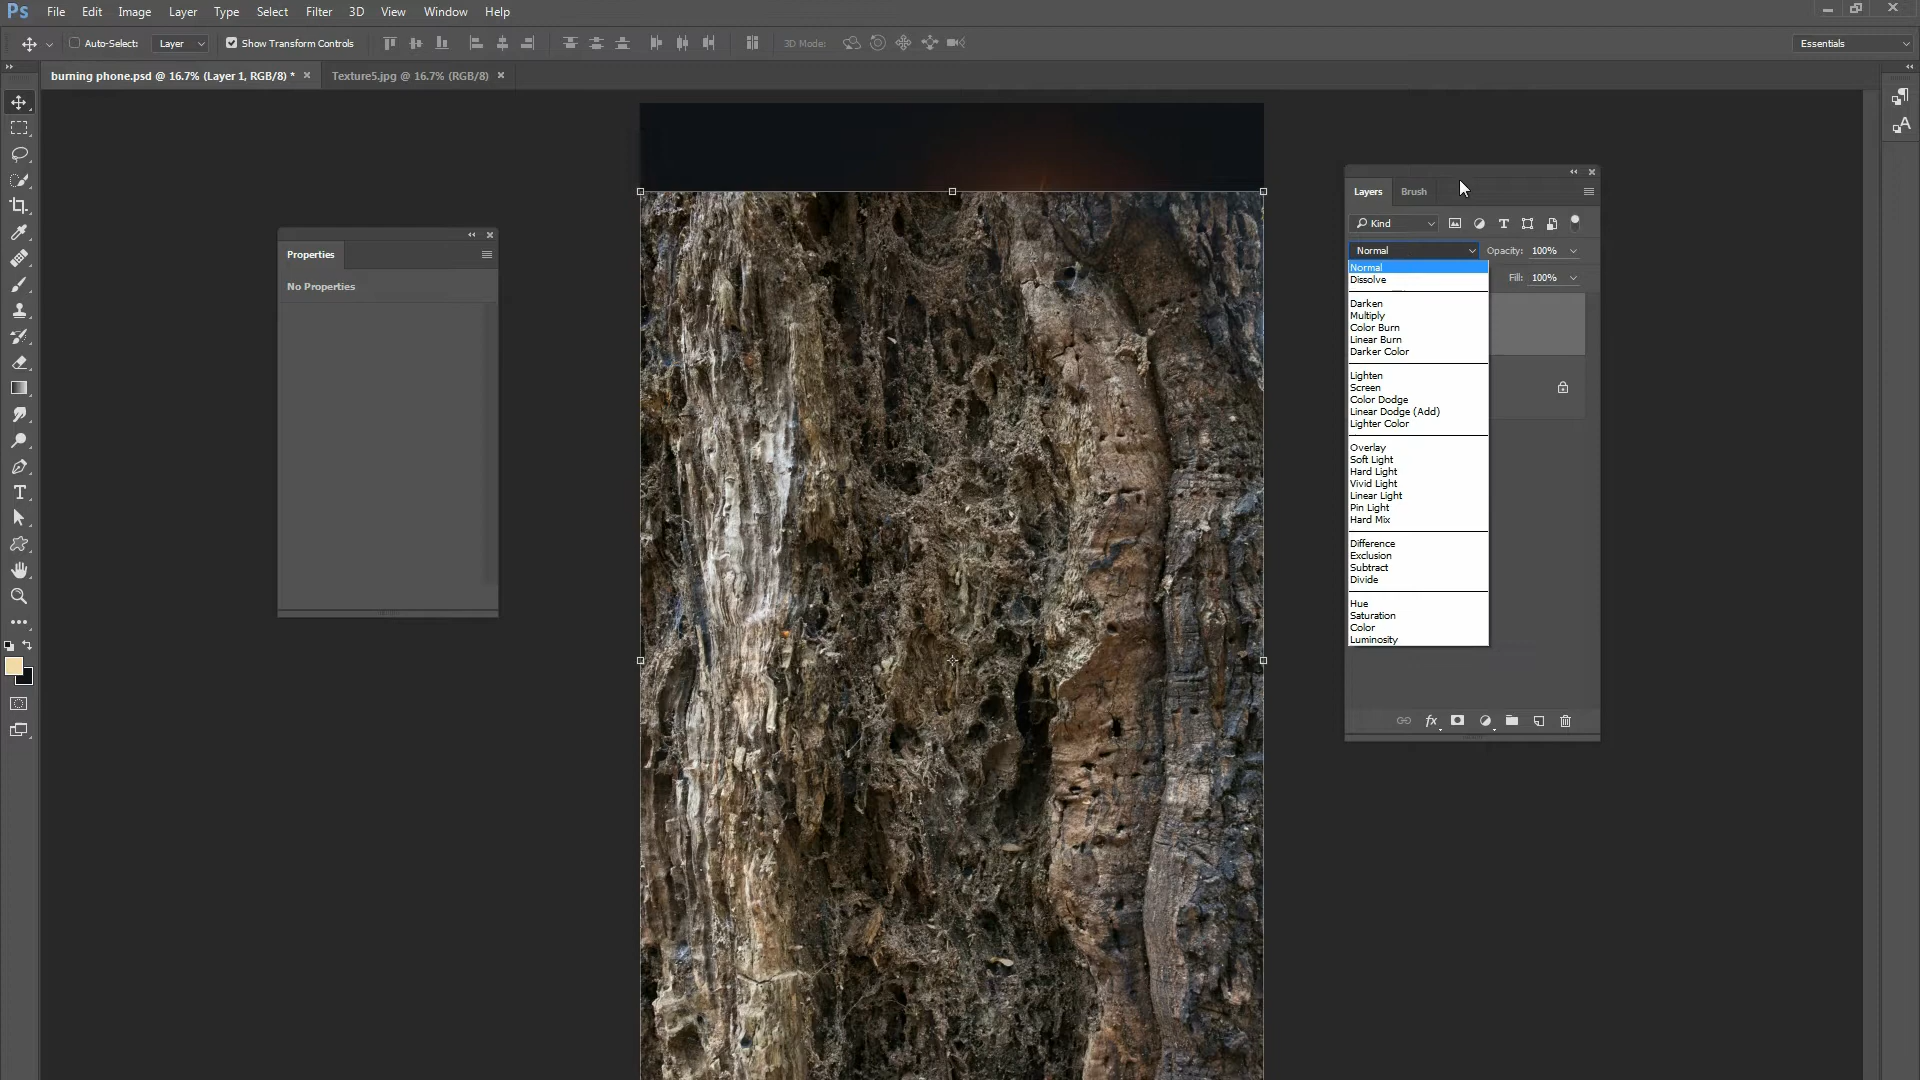 Ps File Edit Image Layer Type Select Filter 3D View Window Help
Auto-Select: Layer Show Transform Controls 3D Mode: Essentials
burning phone.psd @ 16.7% (Layer 1, RGB/8) * Texture5.jpg @ 16.7% (RGB/8)
Properties
No Properties
Layers Brush
Kind
Normal Opacity: 100%
Fill: 100%
Normal
Dissolve
Darken
Multiply
Color Burn
Linear Burn
Darker Color
Lighten
Screen
Color Dodge
Linear Dodge (Add)
Lighter Color
Overlay
Soft Light
Hard Light
Vivid Light
Linear Light
Pin Light
Hard Mix
Difference
Exclusion
Subtract
Divide
Hue
Saturation
Color
Luminosity
fx